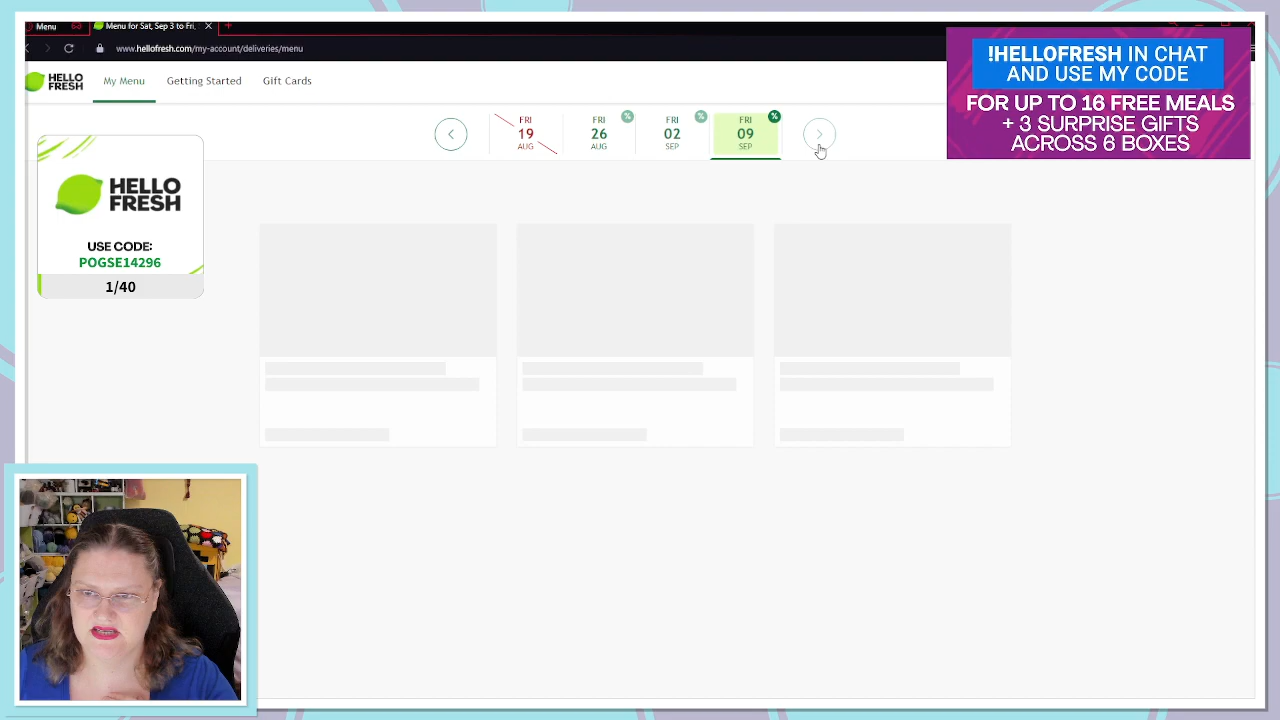 Menu
Menu for Sat, Sep 3 to Fri,
www.hellofresh.com/my-account/deliveries/menu
HELLO
FRESH
My Menu
Getting Started
Gift Cards
FRI
19
AUG
FRI
26
AUG
%
FRI
02
SEP
%
FRI
09
SEP
%
!HELLOFRESH IN CHAT
AND USE MY CODE
FOR UP TO 16 FREE MEALS
+ 3 SURPRISE GIFTS
ACROSS 6 BOXES
HELLO
FRESH
USE CODE:
POGSE14296
1/40